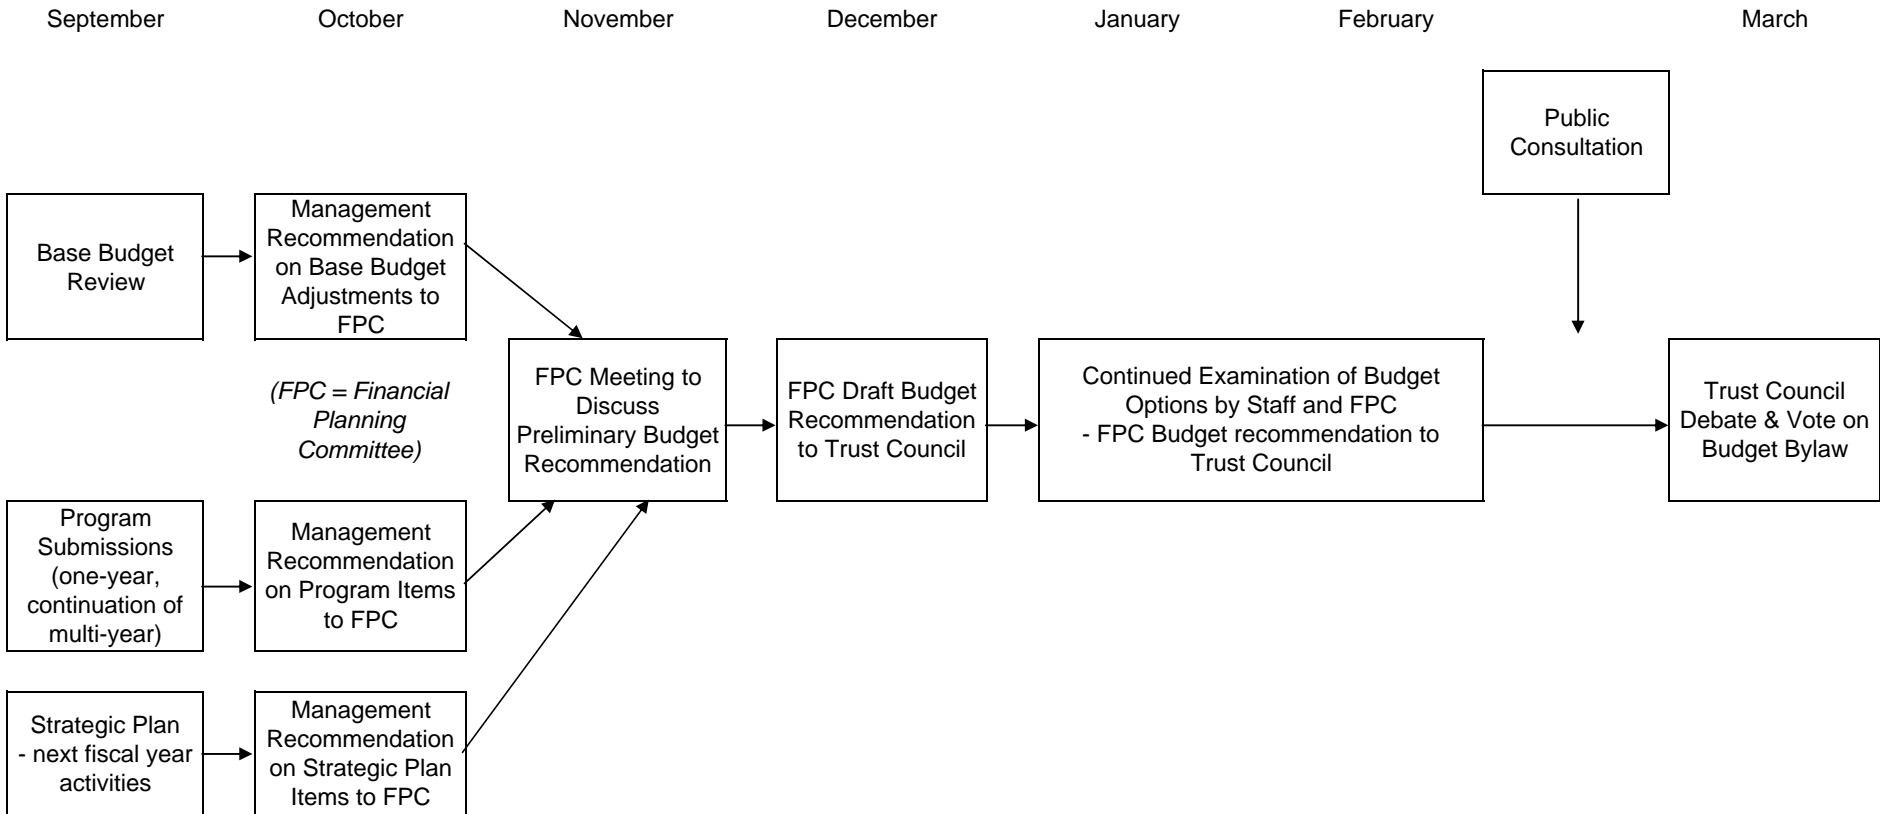 September
October
November
December
January
February
March
Public
Consultation
Base Budget
Review
Management
Recommendation
on Base Budget
Adjustments to
FPC
(FPC = Financial
Planning
Committee)
FPC Meeting to
Discuss
Preliminary Budget
Recommendation
FPC Draft Budget
Recommendation
to Trust Council
Continued Examination of Budget
Options by Staff and FPC
- FPC Budget recommendation to
Trust Council
Trust Council
Debate & Vote on
Budget Bylaw
Program
Submissions
(one-year,
continuation of
multi-year)
Management
Recommendation
on Program Items
to FPC
Strategic Plan
- next fiscal year
activities
Management
Recommendation
on Strategic Plan
Items to FPC